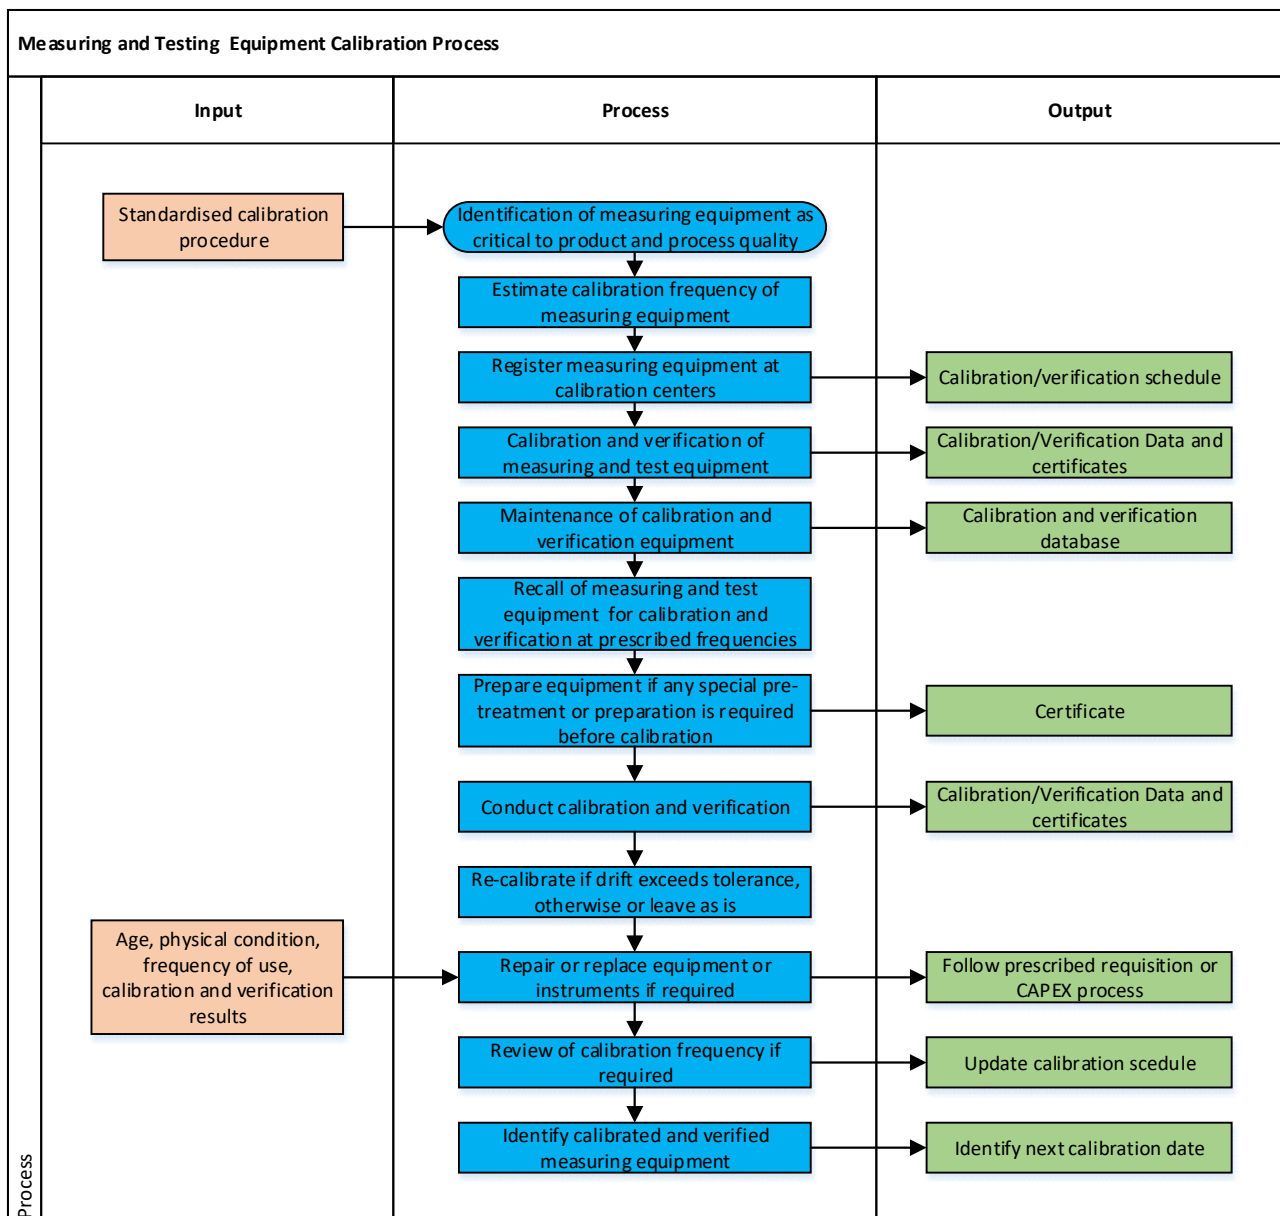 Measuring and Testing  Equipment Calibration Process
Input
Process
Output
Standardised calibration
procedure
Identification of measuring equipment as
critical to product and process quality
Estimate calibration frequency of
measuring equipment
Register measuring equipment at
calibration centers
Calibration/verification schedule
Calibration and verification of
measuring and test equipment
Calibration/Verification Data and
certificates
Maintenance of calibration and
verification equipment
Calibration and verification
database
Recall of measuring and test
equipment  for calibration and
verification at prescribed frequencies
Prepare equipment if any special pre-
treatment or preparation is required
before calibration
Certificate
Conduct calibration and verification
Calibration/Verification Data and
certificates
Re-calibrate if drift exceeds tolerance,
otherwise or leave as is
Age, physical condition,
frequency of use,
calibration and verification
results
Repair or replace equipment or
instruments if required
Follow prescribed requisition or
CAPEX process
Review of calibration frequency if
required
Update calibration scedule
Identify calibrated and verified
measuring equipment
Identify next calibration date
Process